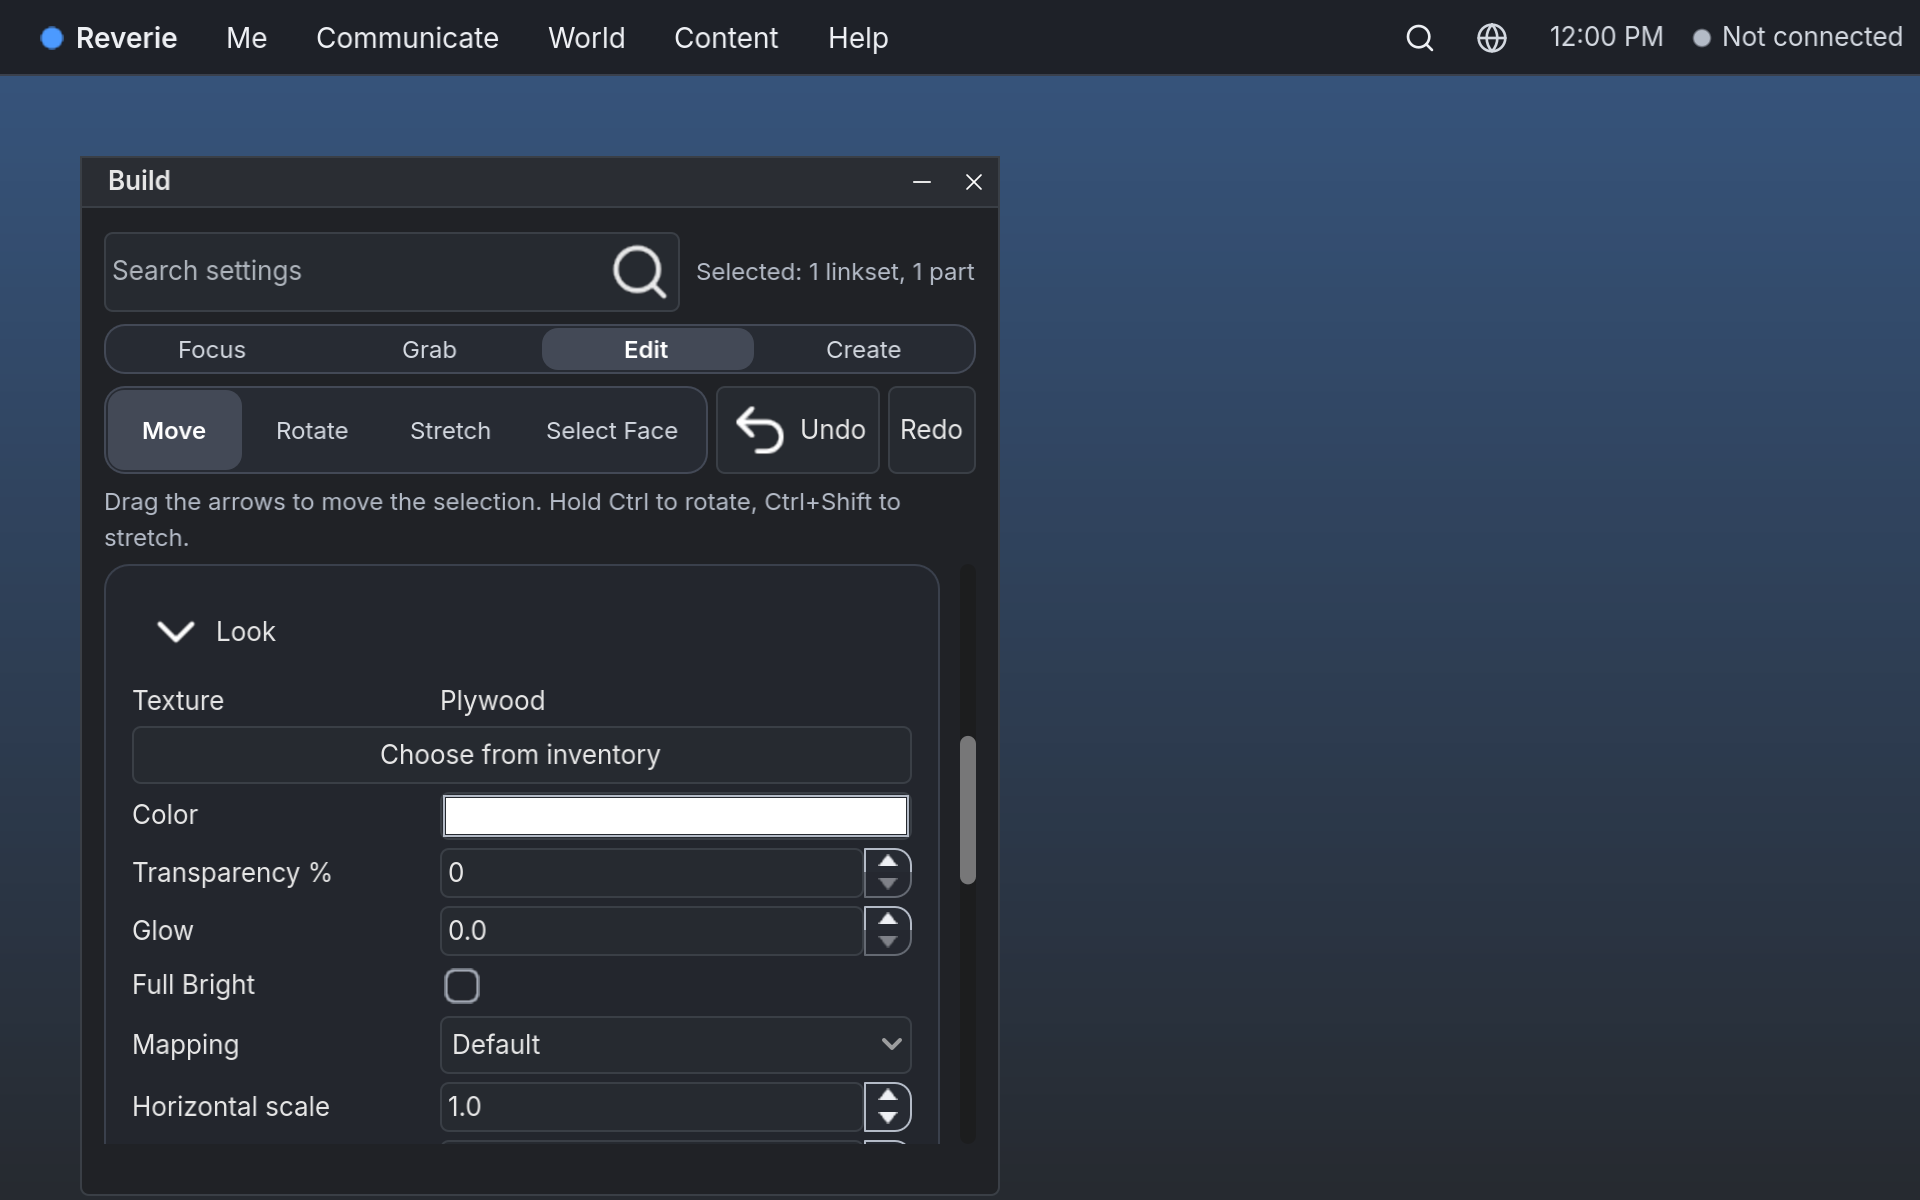 Reverie Me Communicate World Content Help 12:00 PM Not connected
Build
Search settings Selected: 1 linkset, 1 part
Focus Grab Edit Create
Move Rotate Stretch Select Face Undo Redo
Drag the arrows to move the selection. Hold Ctrl to rotate, Ctrl+Shift to
stretch.
Look
Texture Plywood
Choose from inventory
Color
Transparency % 0
Glow 0.0
Full Bright
Mapping Default
Horizontal scale 1.0